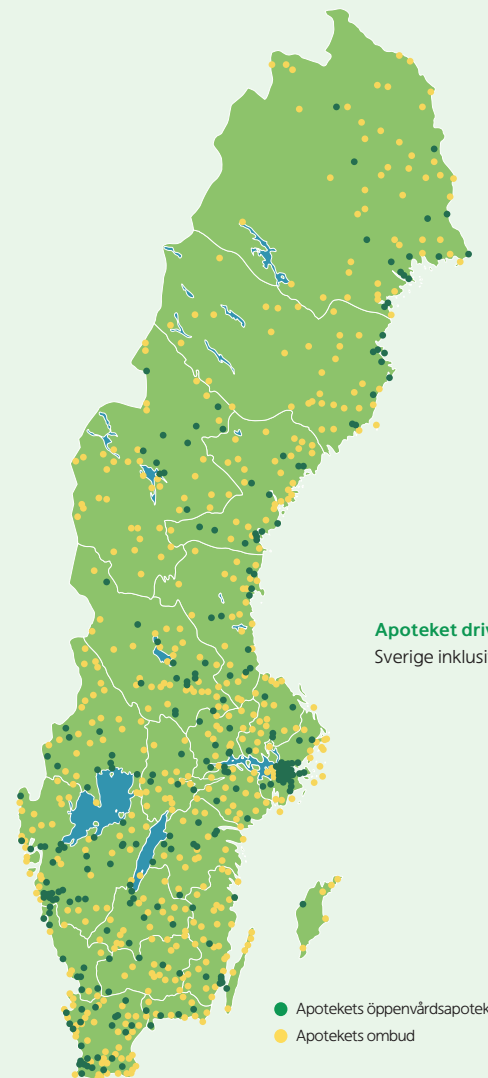 Apoteket driv
Sverige inklusi
Apotekets öppenvårdsapotek
Apotekets ombud